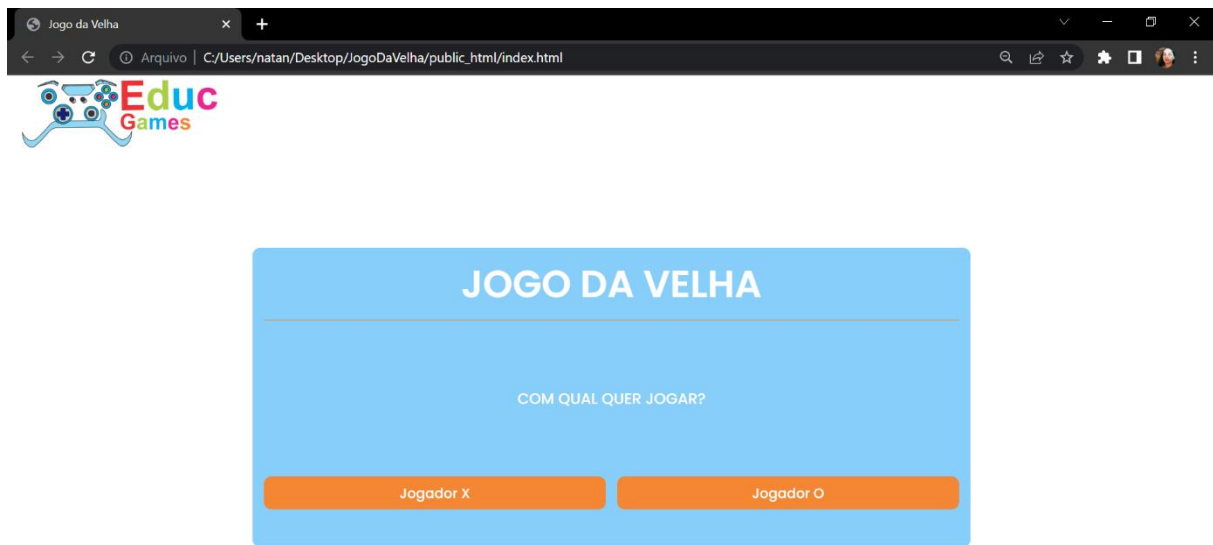 Jogo da Velha
Arquivo | C:/Users/natan/Desktop/JogoDaVelha/public_html/index.html
Educ
Games
JOGO DA VELHA
COM QUAL QUER JOGAR?
Jogador X
Jogador O